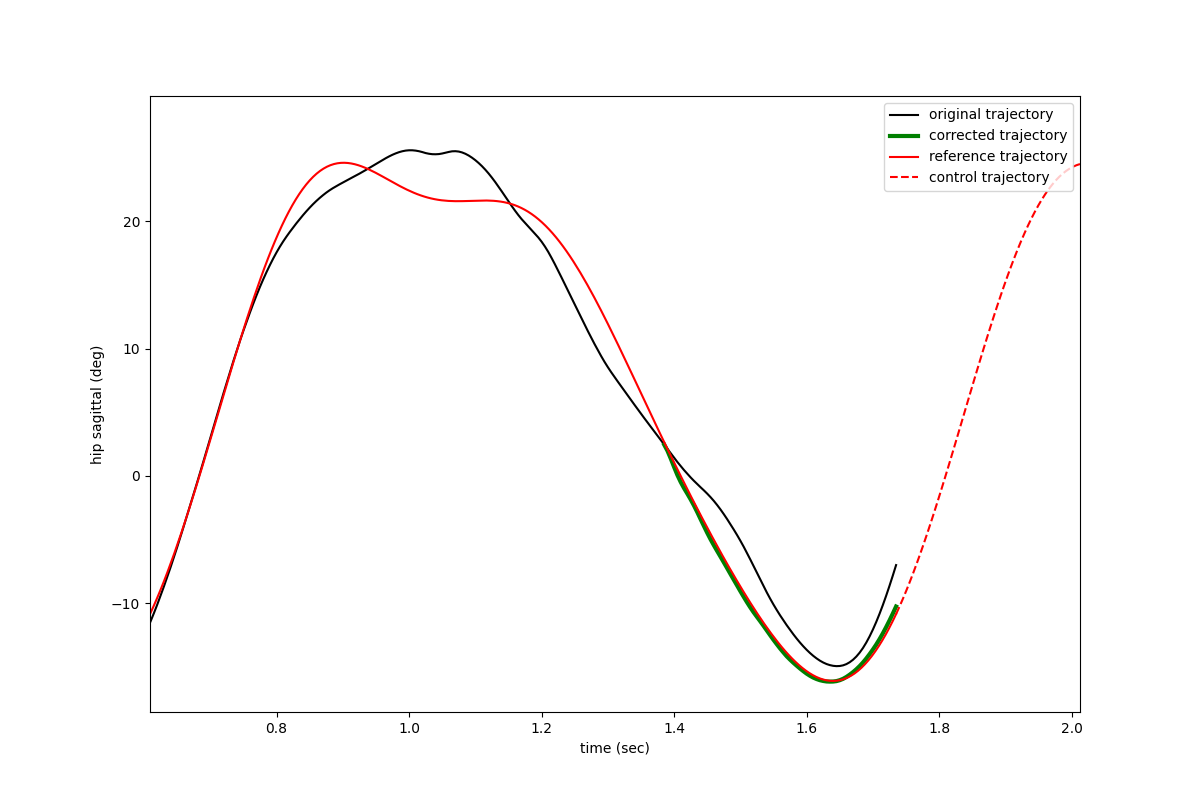 original trajectory
corrected trajectory
reference trajectory
control trajectory
20
10
0
−10
hip sagittal (deg)
0.8 1.0 1.2 1.4 1.6 1.8 2.0
time (sec)